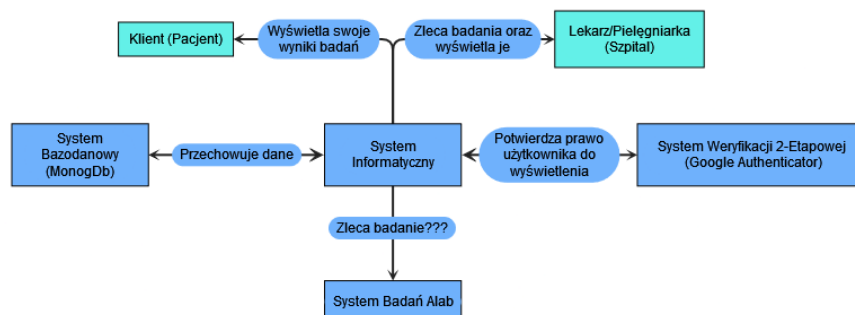 Klient (Pacjent)
Wyświetla swoje
wyniki badań
Zleca badania oraz
wyświetla je
Lekarz/Pielęgniarka
(Szpital)
System
Bazodanowy
(MonogDb)
Przechowuje dane
System
Informatyczny
Potwierdza prawo
użytkownika do
wyświetlenia
System Weryfikacji 2-Etapowej
(Google Authenticator)
Zleca badanie???
System Badań Alab